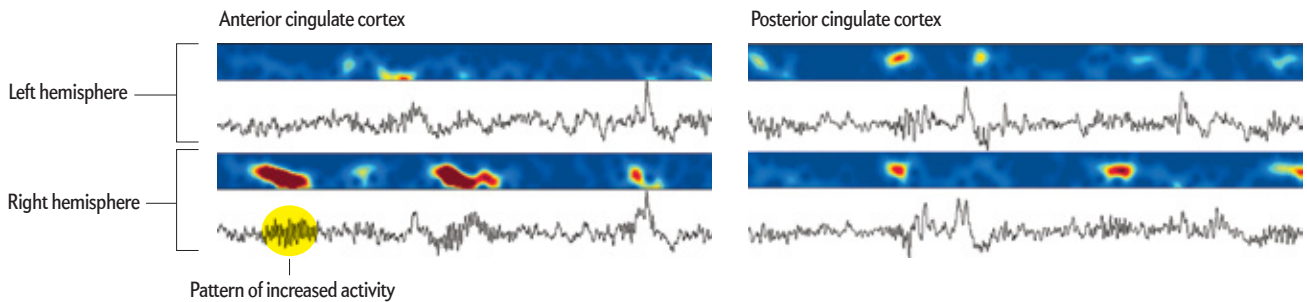 Anterior cingulate cortex
Posterior cingulate cortex
Left hemisphere
Right hemisphere
Pattern of increased activity